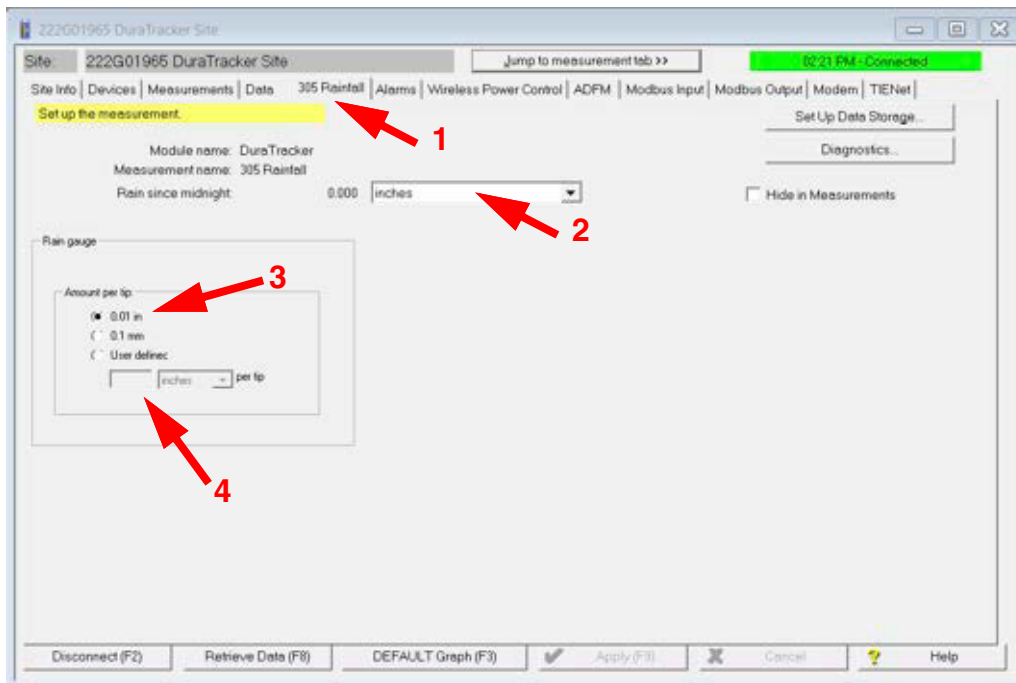 222G01965 DuraTracker Site
Site: 222G01965 DuraTracker Site Jump to measurement tab >> 02:21 PM - Connected
Site Info Devices Measurements Data 305 Rainfall Alarms Wireless Power Control ADFM Modbus Input Modbus Output Modem TIENet
Set up the measurement. Set Up Data Storage...
1
Module name: DuraTracker Diagnostics...
Measurement name: 305 Rainfall
Rain since midnight: 0.000 inches Hide in Measurements
2
Rain gauge
3
Amount per tip:
0.01 in
0.1 mm
User definec
inches per tip
4
Disconnect (F2) Retrieve Data (F8) DEFAULT Graph (F3) Apply (F9) Cancel Help